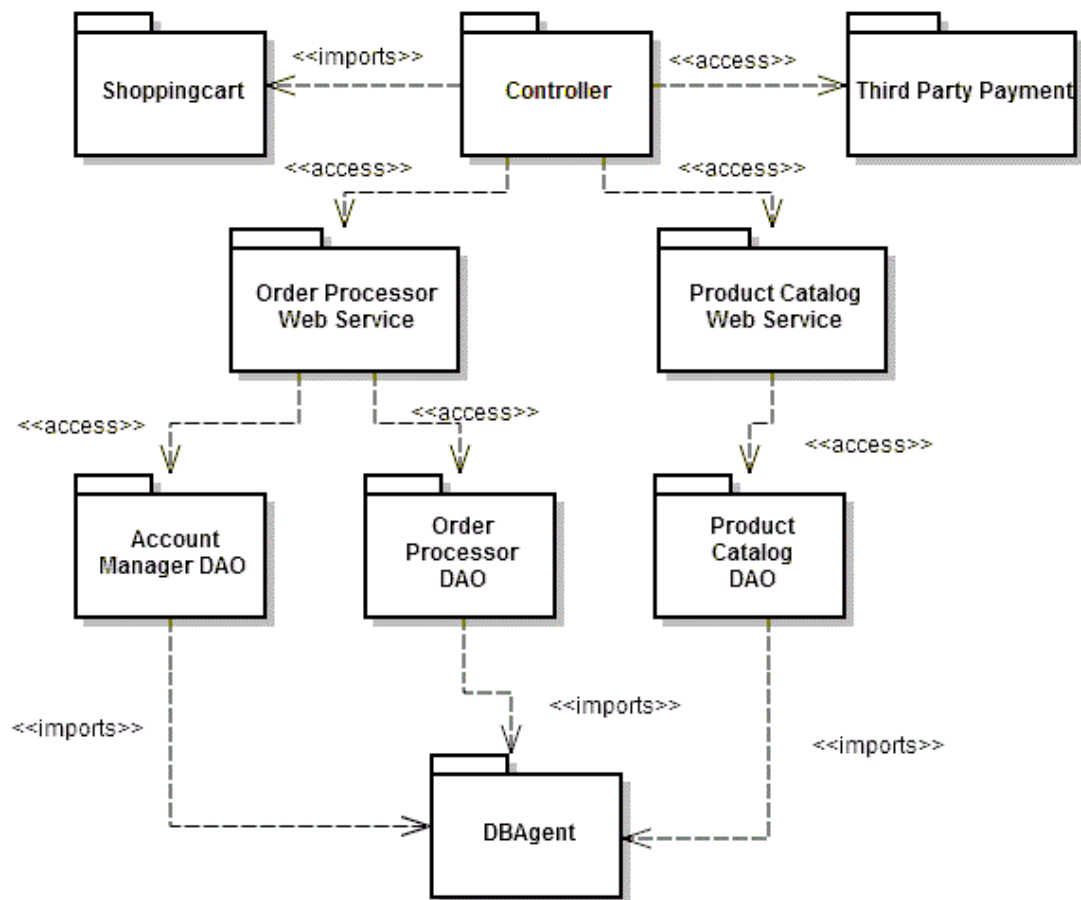 <<imports>>
<<access>>
Shoppingcart
Controller
Third Party Payment
<<access>>
<<access>>
Order Processor
Web Service
Product Catalog
Web Service
<<access>>
<<access>>
<<access>>
Account
Manager DAO
Order
Processor
DAO
Product
Catalog
DAO
<<imports>>
<<imports>>
<<imports>>
DBAgent